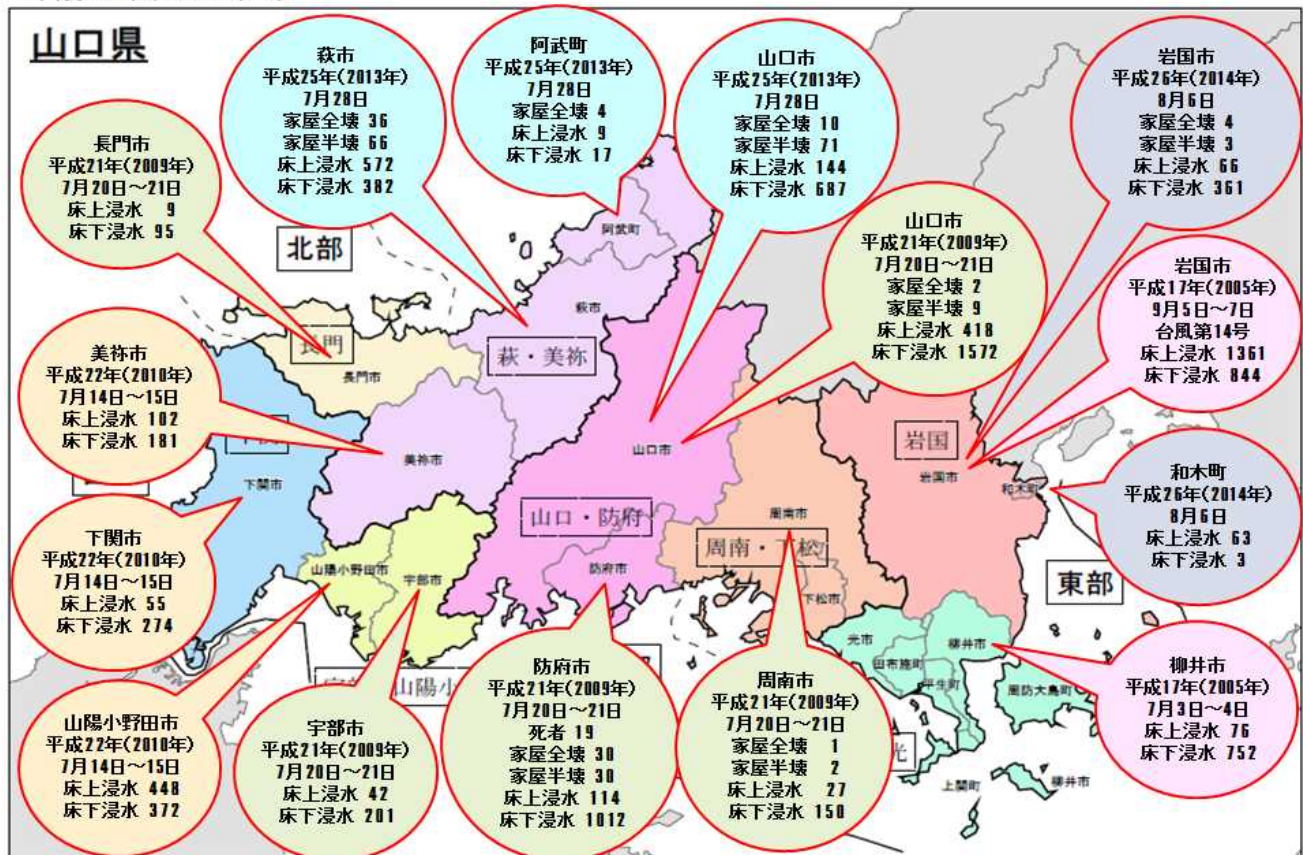 山口県
萩市
平成25年(2013年)
7月28日
家屋全壊 36
家屋半壊 66
床上浸水 572
床下浸水 382
阿武町
平成25年(2013年)
7月28日
家屋全壊 4
床上浸水 9
床下浸水 17
山口市
平成25年(2013年)
7月28日
家屋全壊 10
家屋半壊 71
床上浸水 144
床下浸水 687
岩国市
平成26年(2014年)
8月6日
家屋全壊 4
家屋半壊 3
床上浸水 66
床下浸水 361
長門市
平成21年(2009年)
7月20日～21日
床上浸水 9
床下浸水 95
山口市
平成21年(2009年)
7月20日～21日
家屋全壊 2
家屋半壊 9
床上浸水 418
床下浸水 1572
岩国市
平成17年(2005年)
9月5日～7日
台風第14号
床上浸水 1361
床下浸水 844
美祢市
平成22年(2010年)
7月14日～15日
床上浸水 102
床下浸水 181
和木町
平成26年(2014年)
8月6日
床上浸水 63
床下浸水 3
下関市
平成22年(2010年)
7月14日～15日
床上浸水 55
床下浸水 274
山陽小野田市
平成22年(2010年)
7月14日～15日
床上浸水 448
床下浸水 372
宇部市
平成21年(2009年)
7月20日～21日
床上浸水 42
床下浸水 201
防府市
平成21年(2009年)
7月20日～21日
死者 19
家屋全壊 30
家屋半壊 30
床上浸水 114
床下浸水 1012
周南市
平成21年(2009年)
7月20日～21日
家屋全壊 1
家屋半壊 2
床上浸水 27
床下浸水 150
柳井市
平成17年(2005年)
7月3日～4日
床上浸水 76
床下浸水 752
北部
阿武町
萩市
長門
長門市
萩・美祢
美祢市
山口市
岩国
岩国市
和木町
下関市
山口・防府
周南市
周南・下松
山陽小野田市
宇部市
防府市
下松市
東部
光市
柳井市
田布施町
平生町
周防大島町
山陽小
光
上関町
柳井市